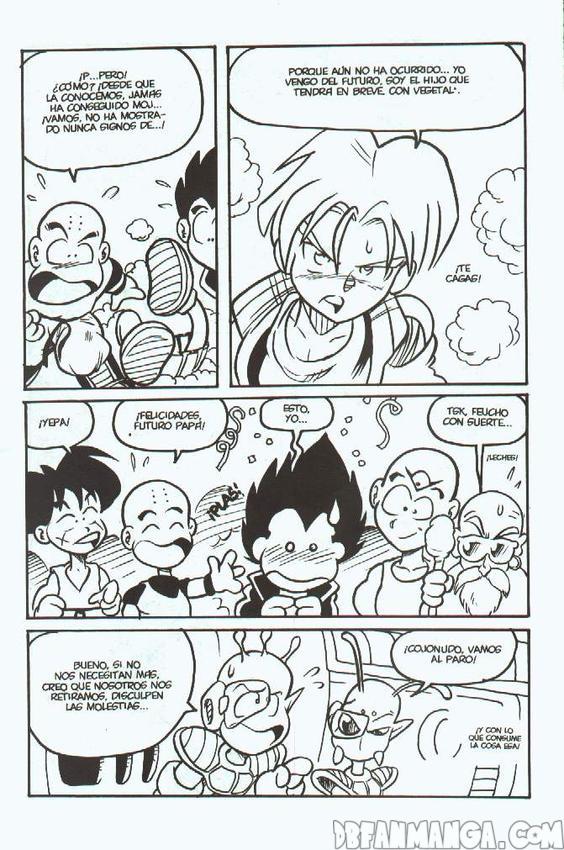 ¡P...PERO!
¿CÓMO? ¡DESDE QUE
LA CONOCEMOS, JAMAS
HA CONSEGUIDO MOJ...
¡VAMOS, NO HA MOSTRA-
DO NUNCA SIGNOS DE...!
PORQUE AÚN NO HA OCURRIDO... YO
VENGO DEL FUTURO, SOY EL HIJO QUE
TENDRÁ EN BREVE, CON VEGETAL.
¡TE
CAGAS!
¡YEPA!
¡FELICIDADES,
FUTURO PAPÁ!
¡PLAS!
ESTO,
YO...
TSK, FEUCHO
CON SUERTE...
¡LECHES!
BUENO, SI NO
NOS NECESITAN MAS,
CREO QUE NOSOTROS NOS
RETIRAMOS, DISCULPEN
LAS MOLESTIAS...
¡COJONUDO, VAMOS
AL PARO!
¡Y CON LO
QUE CONSUME
LA COSA ESA!
DBFANMANGA.COM